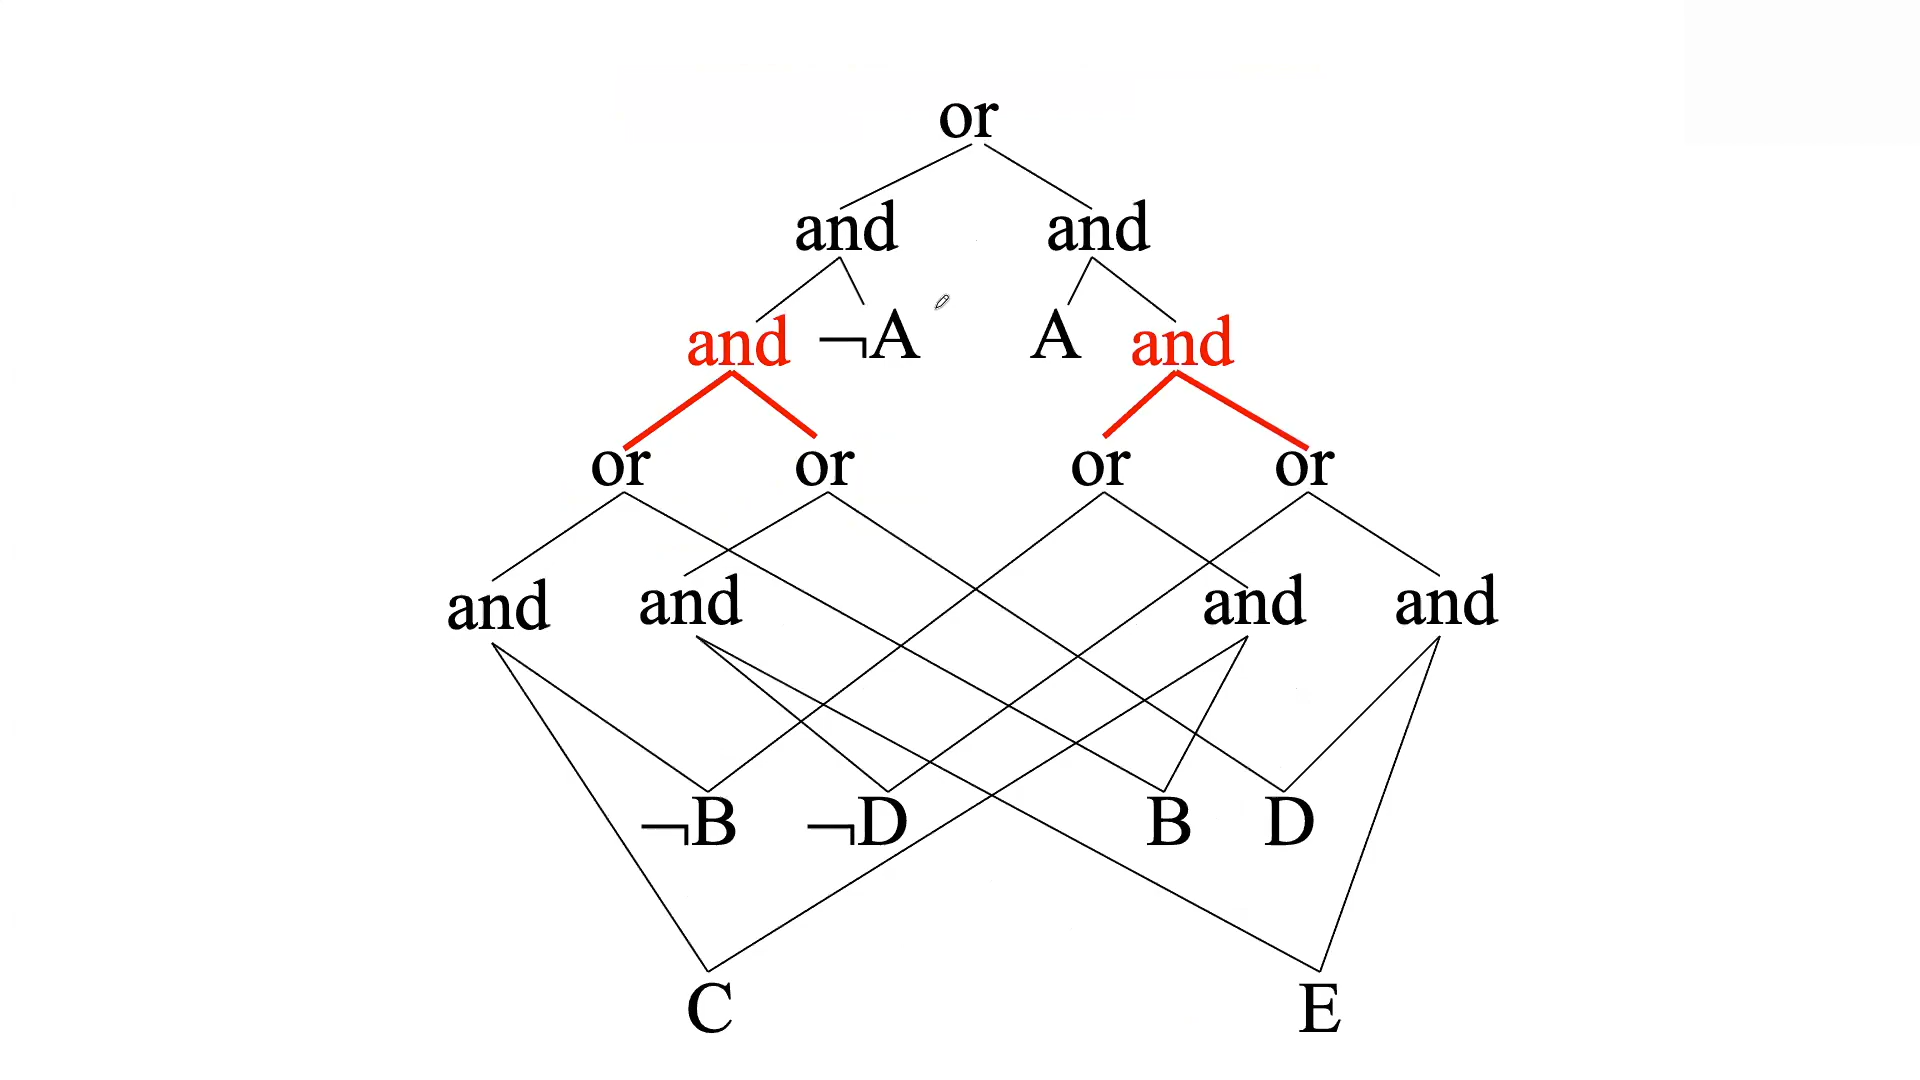 or
and and
and ¬A A and
or or or or
and and and and
¬B ¬D B D
C E